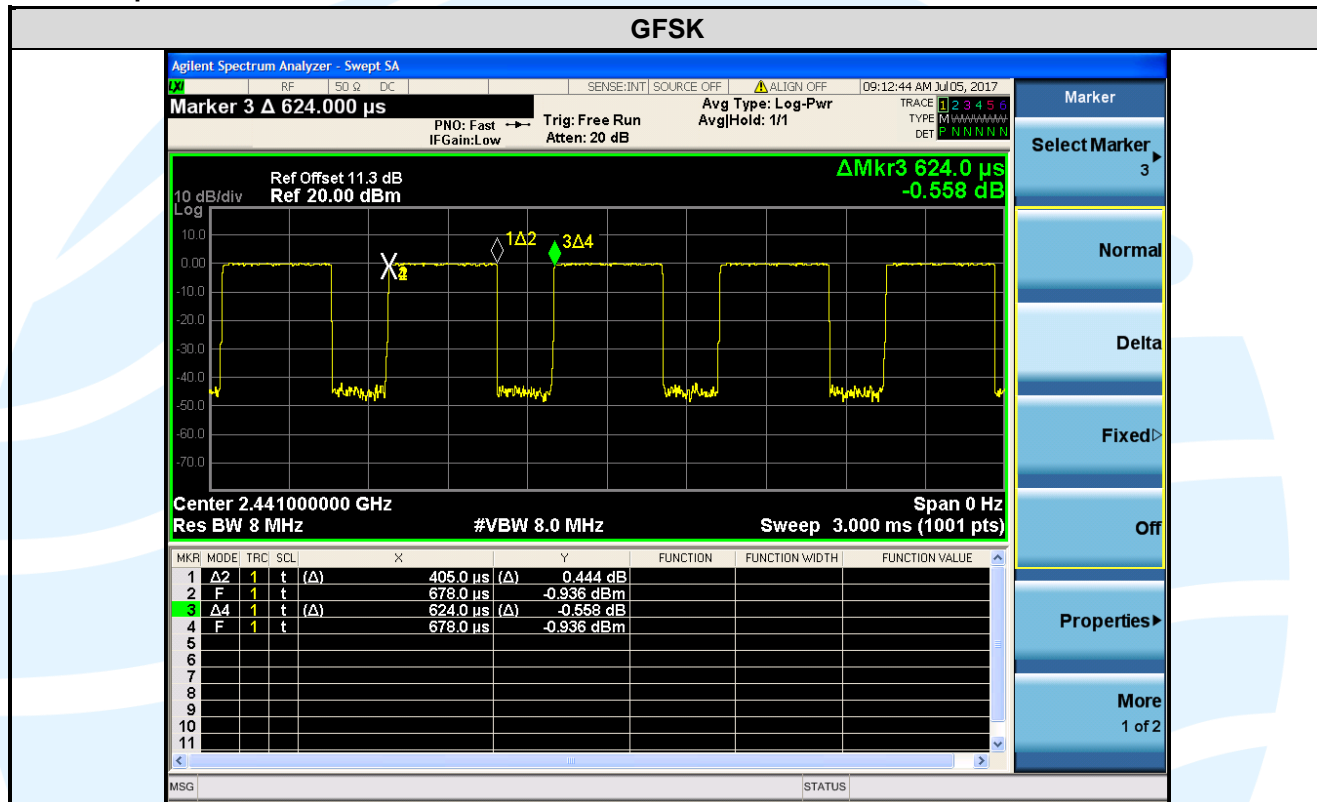 GFSK
Agilent Spectrum Analyzer - Swept SA
LXI RF 50 Ω DC SENSE:INT SOURCE OFF ALIGN OFF 09:12:44 AM Jul 05, 2017
Marker 3 Δ 624.000 µs
PNO: Fast
IFGain:Low
Trig: Free Run
Atten: 20 dB
Avg Type: Log-Pwr
Avg|Hold: 1/1
TRACE 1 2 3 4 5 6
TYPE M WWWWW
DET P N N N N N
Ref Offset 11.3 dB
10 dB/div Ref 20.00 dBm
Log
ΔMkr3 624.0 µs
-0.558 dB
10.0
0.00
-10.0
-20.0
-30.0
-40.0
-50.0
-60.0
-70.0
1Δ2
3Δ4
Center 2.441000000 GHz Span 0 Hz
Res BW 8 MHz #VBW 8.0 MHz Sweep 3.000 ms (1001 pts)
MKR MODE TRC SCL X Y FUNCTION FUNCTION WIDTH FUNCTION VALUE
1 Δ2 1 t (Δ) 405.0 µs (Δ) 0.444 dB
2 F 1 t 678.0 µs -0.936 dBm
3 Δ4 1 t (Δ) 624.0 µs (Δ) -0.558 dB
4 F 1 t 678.0 µs -0.936 dBm
5
6
7
8
9
10
11
MSG STATUS
Marker
Select Marker
3
Normal
Delta
Fixed
Off
Properties
More
1 of 2